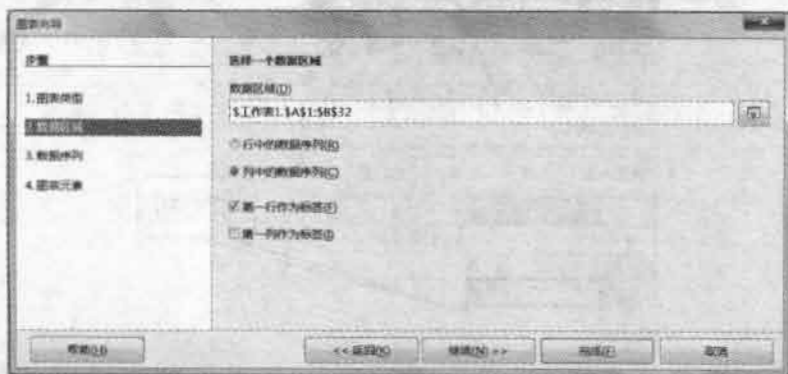 图表向导
步骤
1.图表类型
2.数据区域
3.数据序列
4.图表元素
选择一个数据区域
数据区域(D)
$工作表1.$A$1:$B$32
行中的数据序列(R)
列中的数据序列(C)
第一行作为标签(F)
第一列作为标签(I)
帮助(H)
<< 返回(K)
继续(N) >>
完成(F)
取消